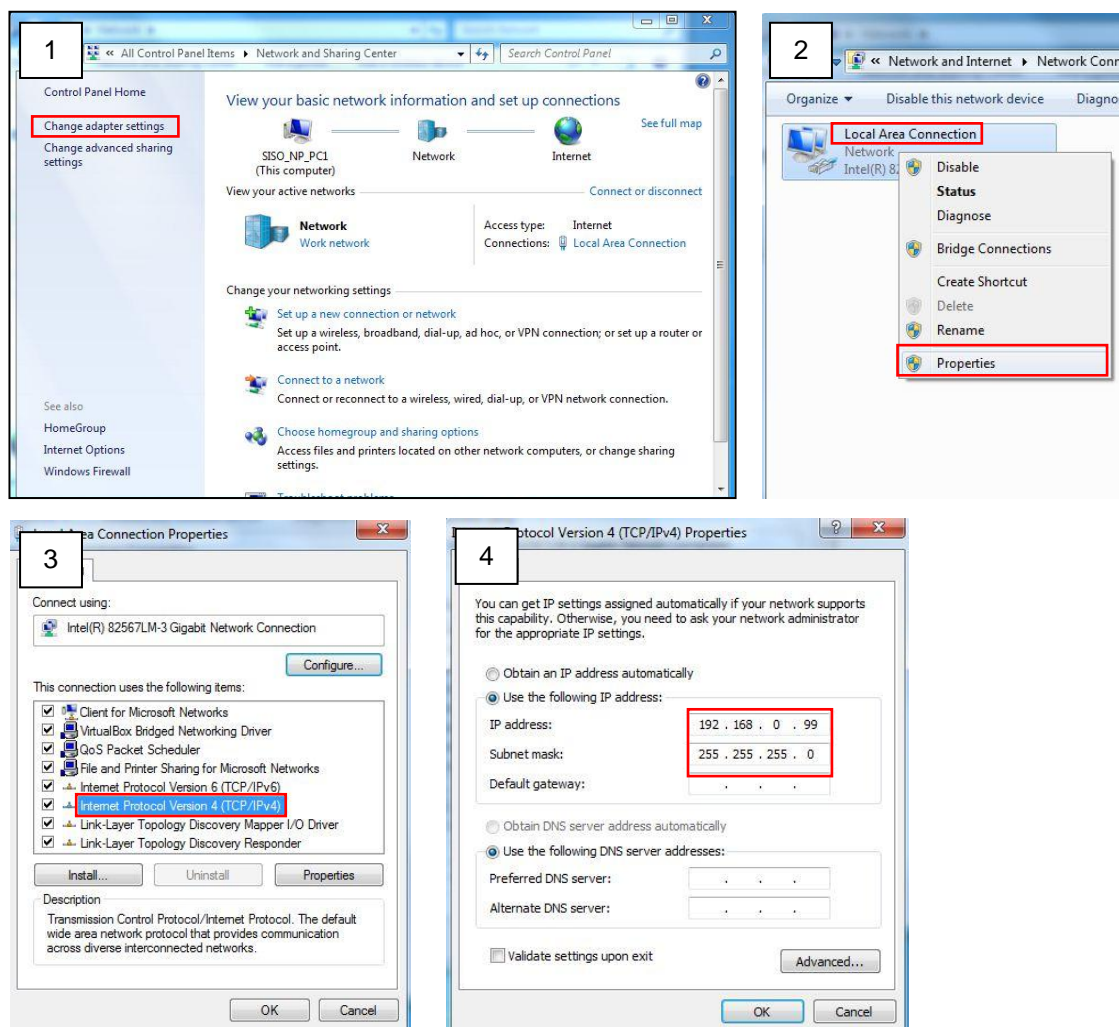 1
« All Control Panel Items ▸ Network and Sharing Center
Search Control Panel
Control Panel Home
Change adapter settings
Change advanced sharing
settings
See also
HomeGroup
Internet Options
Windows Firewall
View your basic network information and set up connections
See full map
SISO_NP_PC1
(This computer)
Network
Internet
View your active networks
Connect or disconnect
Network
Work network
Access type: Internet
Connections: Local Area Connection
Change your networking settings
Set up a new connection or network
Set up a wireless, broadband, dial-up, ad hoc, or VPN connection; or set up a router or
access point.
Connect to a network
Connect or reconnect to a wireless, wired, dial-up, or VPN network connection.
Choose homegroup and sharing options
Access files and printers located on other network computers, or change sharing
settings.
Troubleshoot problems
2
« Network and Internet ▸ Network Conn
Organize Disable this network device Diagno
Local Area Connection
Network
Intel(R) 8
Disable
Status
Diagnose
Bridge Connections
Create Shortcut
Delete
Rename
Properties
3
ea Connection Properties
Connect using:
Intel(R) 82567LM-3 Gigabit Network Connection
Configure...
This connection uses the following items:
Client for Microsoft Networks
VirtualBox Bridged Networking Driver
QoS Packet Scheduler
File and Printer Sharing for Microsoft Networks
Internet Protocol Version 6 (TCP/IPv6)
Internet Protocol Version 4 (TCP/IPv4)
Link-Layer Topology Discovery Mapper I/O Driver
Link-Layer Topology Discovery Responder
Install... Uninstall Properties
Description
Transmission Control Protocol/Internet Protocol. The default
wide area network protocol that provides communication
across diverse interconnected networks.
OK Cancel
4
otocol Version 4 (TCP/IPv4) Properties
You can get IP settings assigned automatically if your network supports
this capability. Otherwise, you need to ask your network administrator
for the appropriate IP settings.
Obtain an IP address automatically
Use the following IP address:
IP address: 192 . 168 . 0 . 99
Subnet mask: 255 . 255 . 255 . 0
Default gateway: . . .
Obtain DNS server address automatically
Use the following DNS server addresses:
Preferred DNS server: . . .
Alternate DNS server: . . .
Validate settings upon exit
Advanced...
OK Cancel